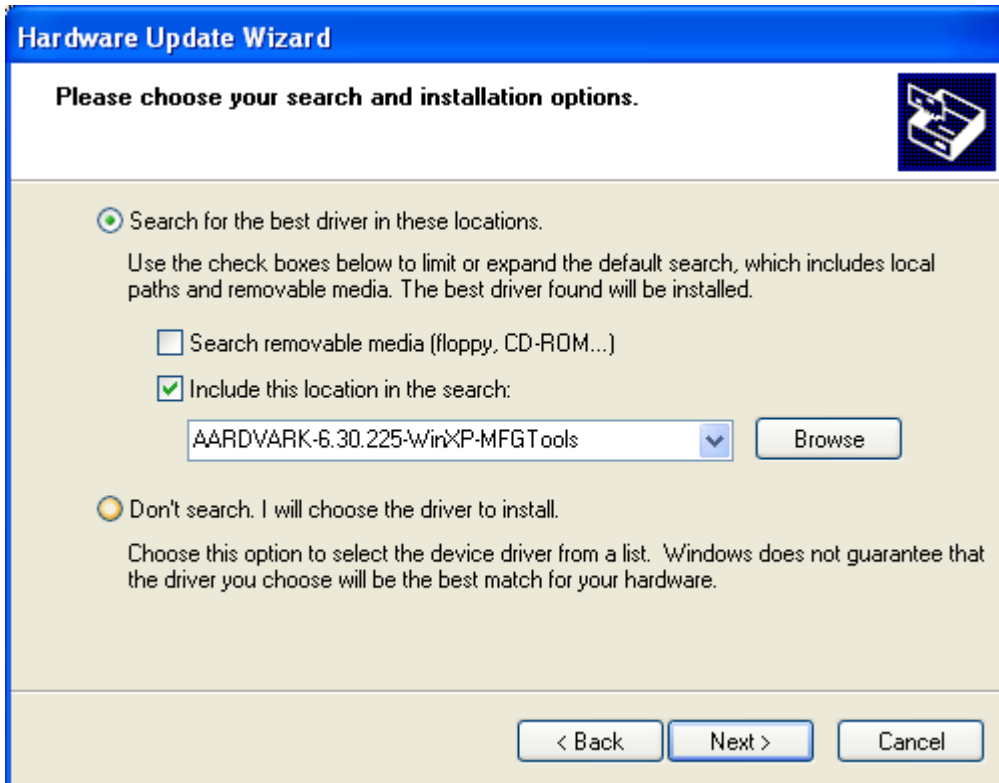 Hardware Update Wizard
Please choose your search and installation options.
Search for the best driver in these locations.
Use the check boxes below to limit or expand the default search, which includes local
paths and removable media. The best driver found will be installed.
Search removable media (floppy, CD-ROM...)
Include this location in the search:
AARDVARK-6.30.225-WinXP-MFGTools
Browse
Don't search. I will choose the driver to install.
Choose this option to select the device driver from a list.  Windows does not guarantee that
the driver you choose will be the best match for your hardware.
< Back Next > Cancel